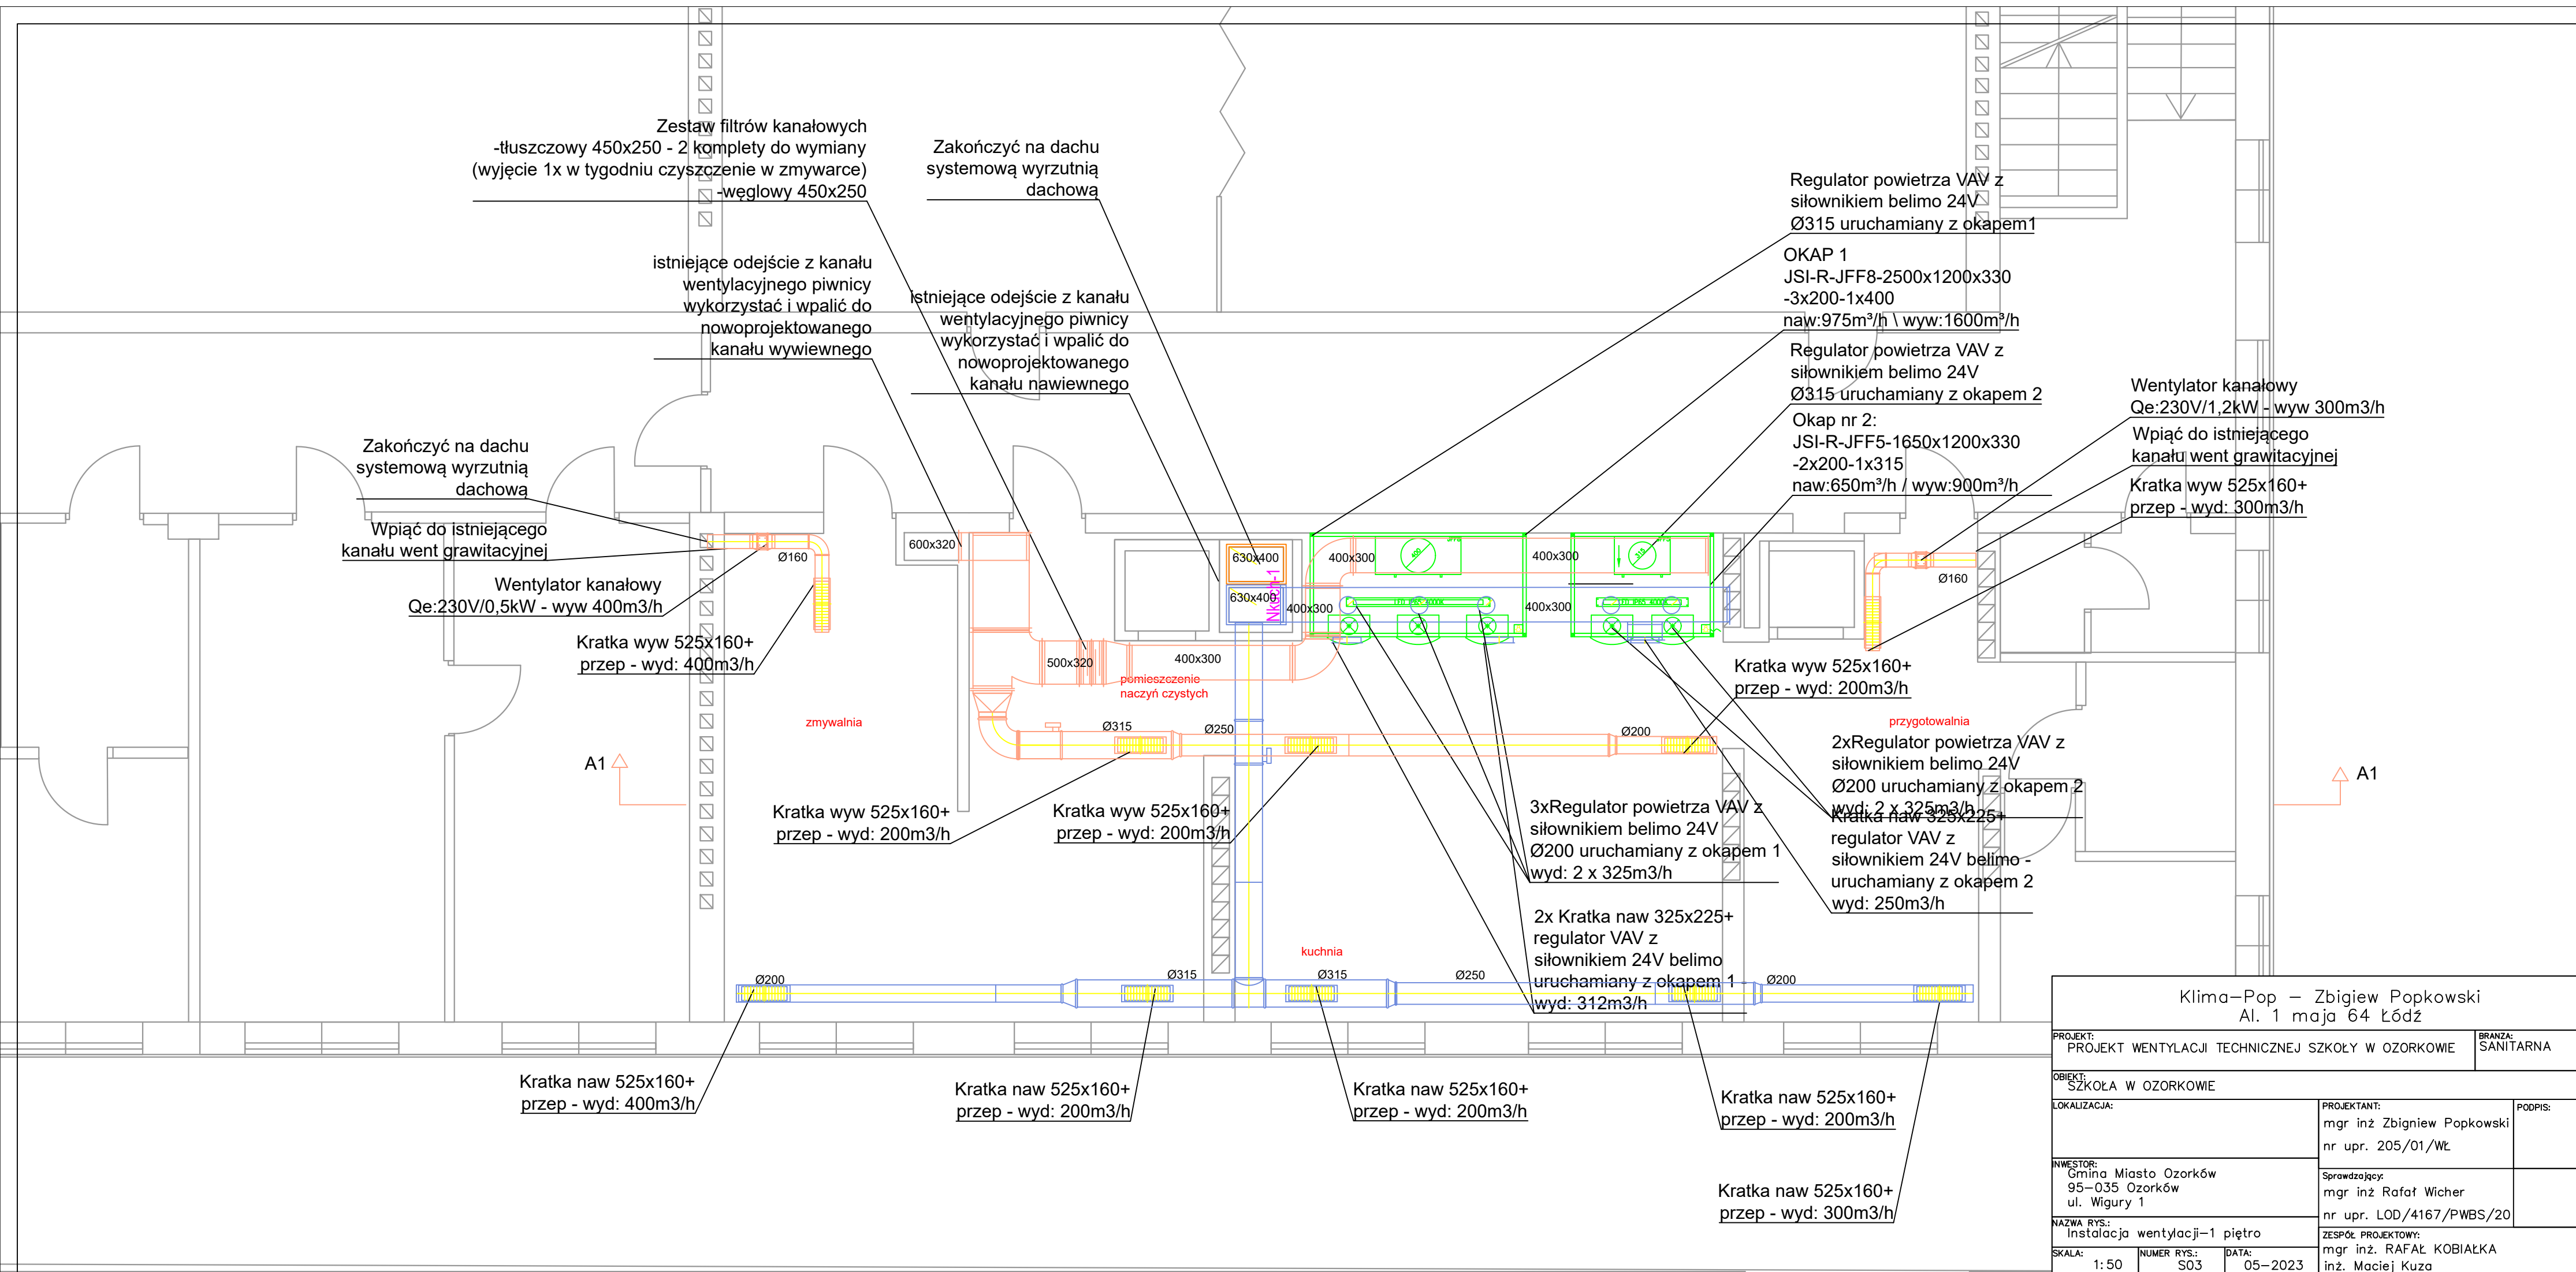 Zestaw filtrów kanałowych
-tłuszczowy 450x250 - 2 komplety do wymiany
(wyjęcie 1x w tygodniu czyszczenie w zmywarce)
-węglowy 450x250
Zakończyć na dachu
systemową wyrzutnią
dachową
Regulator powietrza VAV z
siłownikiem belimo 24V
Ø315 uruchamiany z okapem1
OKAP 1
JSI-R-JFF8-2500x1200x330
-3x200-1x400
naw:975m³/h \ wyw:1600m³/h
Regulator powietrza VAV z
siłownikiem belimo 24V
Ø315 uruchamiany z okapem 2
Okap nr 2:
JSI-R-JFF5-1650x1200x330
-2x200-1x315
naw:650m³/h / wyw:900m³/h
istniejące odejście z kanału
wentylacyjnego piwnicy
wykorzystać i wpalić do
nowoprojektowanego
kanału wywiewnego
istniejące odejście z kanału
wentylacyjnego piwnicy
wykorzystać i wpalić do
nowoprojektowanego
kanału nawiewnego
Wentylator kanałowy
Qe:230V/1,2kW - wyw 300m3/h
Wpiąć do istniejącego
kanału went grawitacyjnej
Kratka wyw 525x160+
przep - wyd: 300m3/h
Zakończyć na dachu
systemową wyrzutnią
dachową
Wpiąć do istniejącego
kanału went grawitacyjnej
Wentylator kanałowy
Qe:230V/0,5kW - wyw 400m3/h
Kratka wyw 525x160+
przep - wyd: 400m3/h
Ø160
600x320
630x400
630x400
Nkuch-1
400x300
400x300
400x300
400x300
400
315
LED IP65 4000K
LED IP65 4000K
Ø160
500x320
400x300
pomieszczenie
naczyń czystych
zmywalnia
Ø315
Ø250
Ø200
Kratka wyw 525x160+
przep - wyd: 200m3/h
przygotowalnia
2xRegulator powietrza VAV z
siłownikiem belimo 24V
Ø200 uruchamiany z okapem 2
wyd: 2 x 325m3/h
Kratka naw 325x225+
regulator VAV z
siłownikiem 24V belimo -
uruchamiany z okapem 2
wyd: 250m3/h
A1
A1
Kratka wyw 525x160+
przep - wyd: 200m3/h
Kratka wyw 525x160+
przep - wyd: 200m3/h
3xRegulator powietrza VAV z
siłownikiem belimo 24V
Ø200 uruchamiany z okapem 1
wyd: 2 x 325m3/h
2x Kratka naw 325x225+
regulator VAV z
siłownikiem 24V belimo
uruchamiany z okapem 1
wyd: 312m3/h
kuchnia
Ø200
Ø315
Ø315
Ø250
Ø200
Kratka naw 525x160+
przep - wyd: 400m3/h
Kratka naw 525x160+
przep - wyd: 200m3/h
Kratka naw 525x160+
przep - wyd: 200m3/h
Kratka naw 525x160+
przep - wyd: 200m3/h
Kratka naw 525x160+
przep - wyd: 300m3/h
Klima-Pop - Zbigiew Popkowski
Al. 1 maja 64 Łódź
PROJEKT:
PROJEKT WENTYLACJI TECHNICZNEJ SZKOŁY W OZORKOWIE
BRANŻA:
SANITARNA
OBIEKT:
SZKOŁA W OZORKOWIE
LOKALIZACJA:
PROJEKTANT:
mgr inż Zbigniew Popkowski
nr upr. 205/01/WŁ
PODPIS:
INWESTOR:
Gmina Miasto Ozorków
95-035 Ozorków
ul. Wigury 1
Sprawdzający:
mgr inż Rafał Wicher
nr upr. LOD/4167/PWBS/20
NAZWA RYS.:
Instalacja wentylacji-1 piętro
ZESPÓŁ PROJEKTOWY:
mgr inż. RAFAŁ KOBIAŁKA
inż. Maciej Kuza
SKALA:
1:50
NUMER RYS.:
S03
DATA:
05-2023